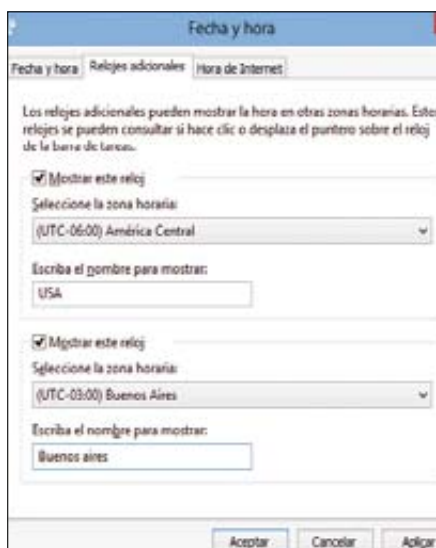 Fecha y hora
Fecha y hora Relojes adicionales Hora de Internet
Los relojes adicionales pueden mostrar la hora en otras zonas horarias. Estos
relojes se pueden consultar si hace clic o desplaza el puntero sobre el reloj
de la barra de tareas.
Mostrar este reloj
Seleccione la zona horaria:
(UTC-06:00) América Central
Escriba el nombre para mostrar:
USA
Mostrar este reloj
Seleccione la zona horaria:
(UTC-03:00) Buenos Aires
Escriba el nombre para mostrar:
Buenos aires
Aceptar Cancelar Aplicar